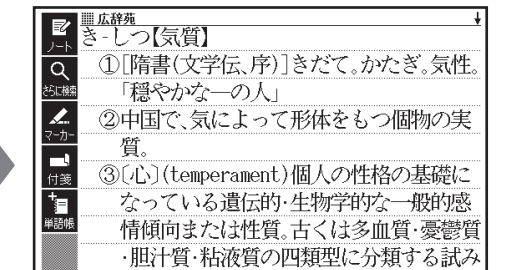 広辞苑
ノート
さらに検索
マーカー
付箋
単語帳
き-しつ【気質】
①[隋書(文学伝、序)]きだて。かたぎ。気性。
「穏やかな―の人」
②中国で、気によって形体をもつ個物の実
質。
③〔心〕(temperament)個人の性格の基礎に
なっている遺伝的・生物学的な一般的感
情傾向または性質。古くは多血質・憂鬱質
・胆汁質・粘液質の四類型に分類する試み